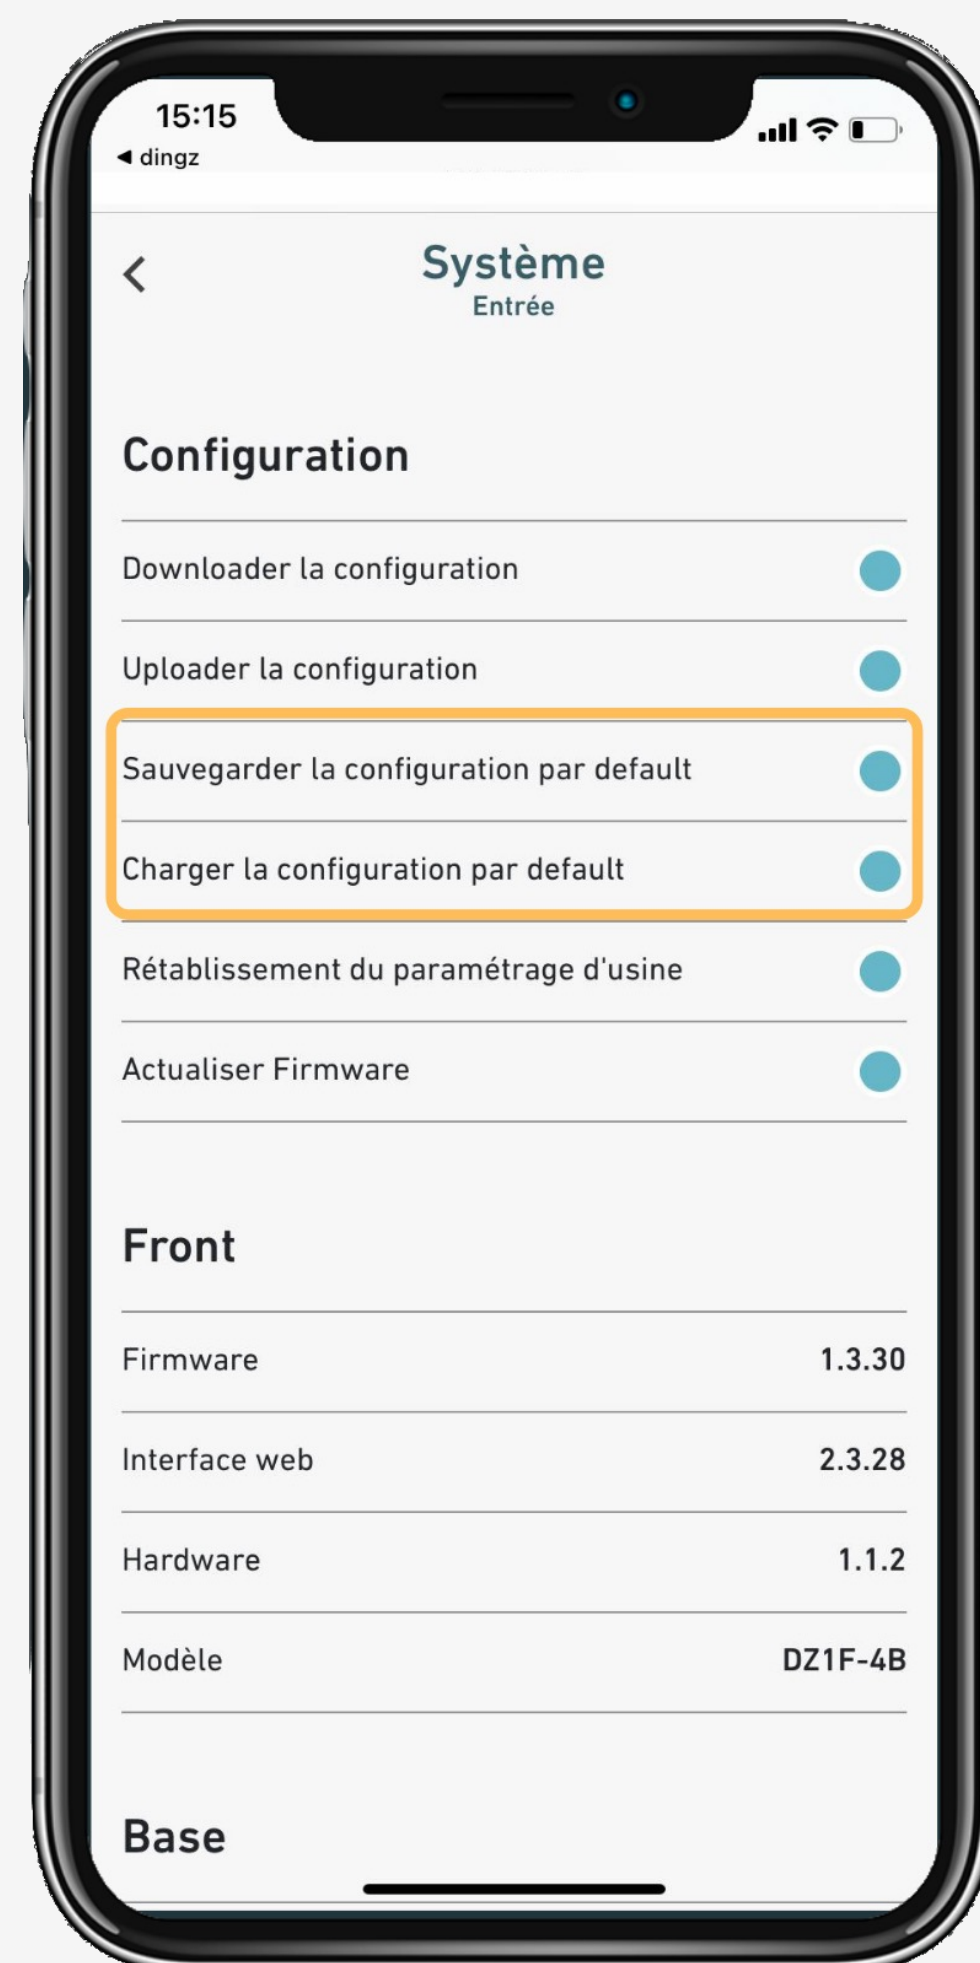 15:15
◀ dingz
Système
Entrée
Configuration
Downloader la configuration
Uploader la configuration
Sauvegarder la configuration par default
Charger la configuration par default
Rétablissement du paramétrage d'usine
Actualiser Firmware
Front
Firmware 1.3.30
Interface web 2.3.28
Hardware 1.1.2
Modèle DZ1F-4B
Base